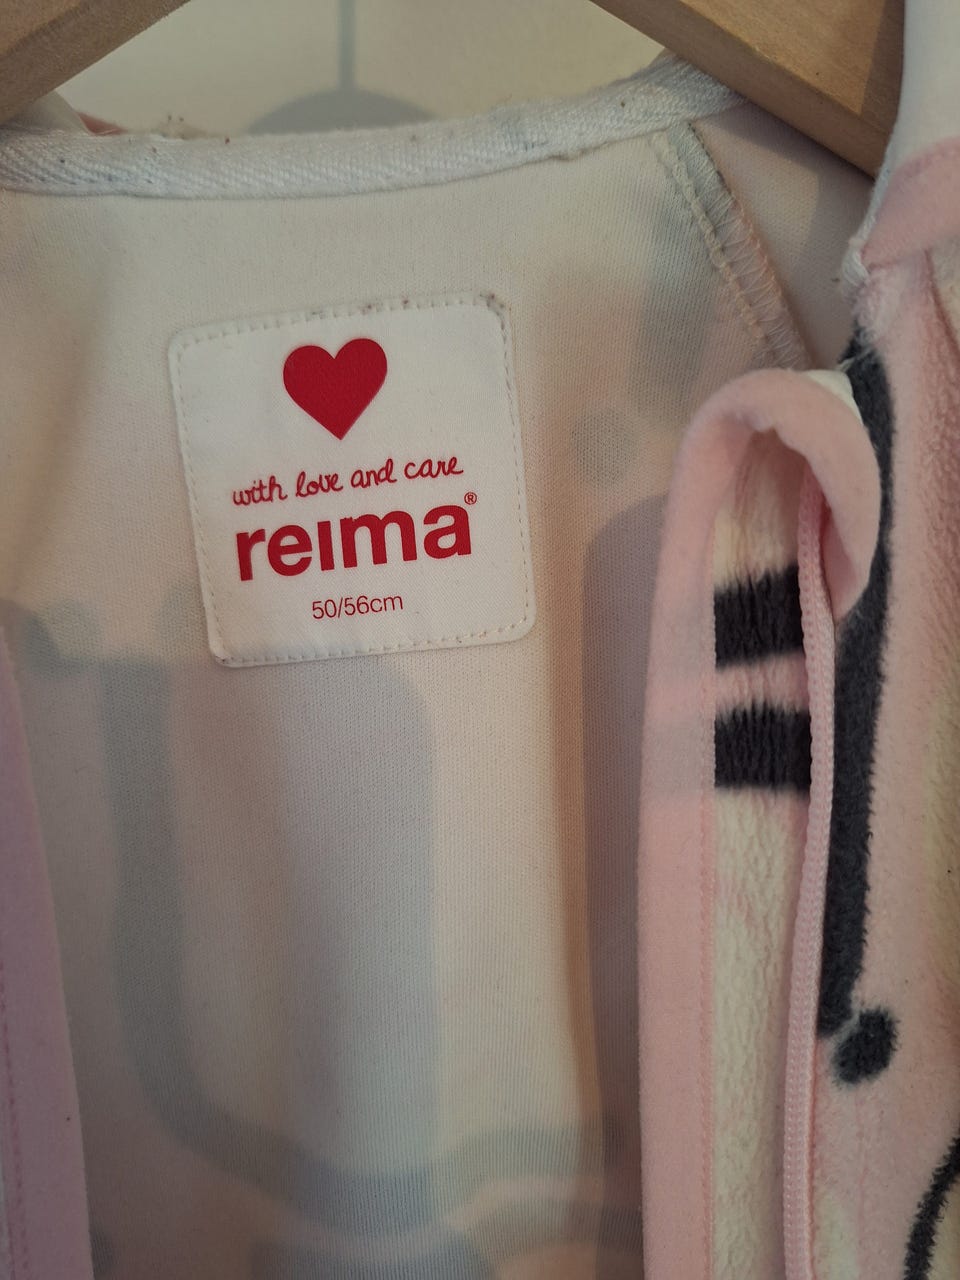 with love and care
reima®
50/56cm